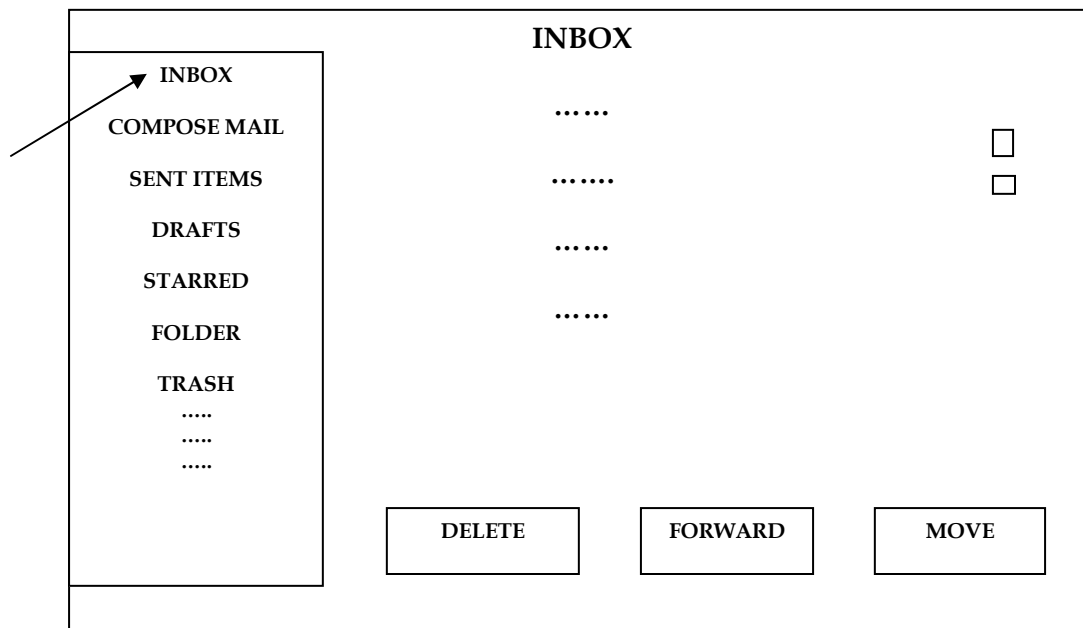 INBOX
INBOX
COMPOSE MAIL
SENT ITEMS
DRAFTS
STARRED
FOLDER
TRASH
.....
.....
.....
……
…….
……
……
DELETE
FORWARD
MOVE